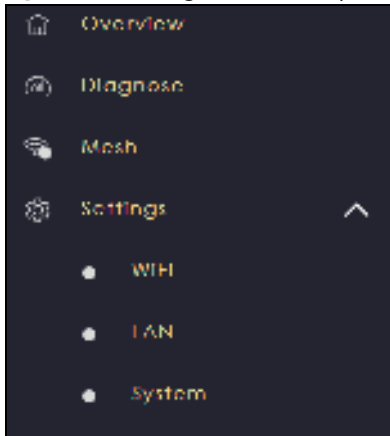 Overview
Diagnose
Mesh
Settings
WIFI
LAN
System